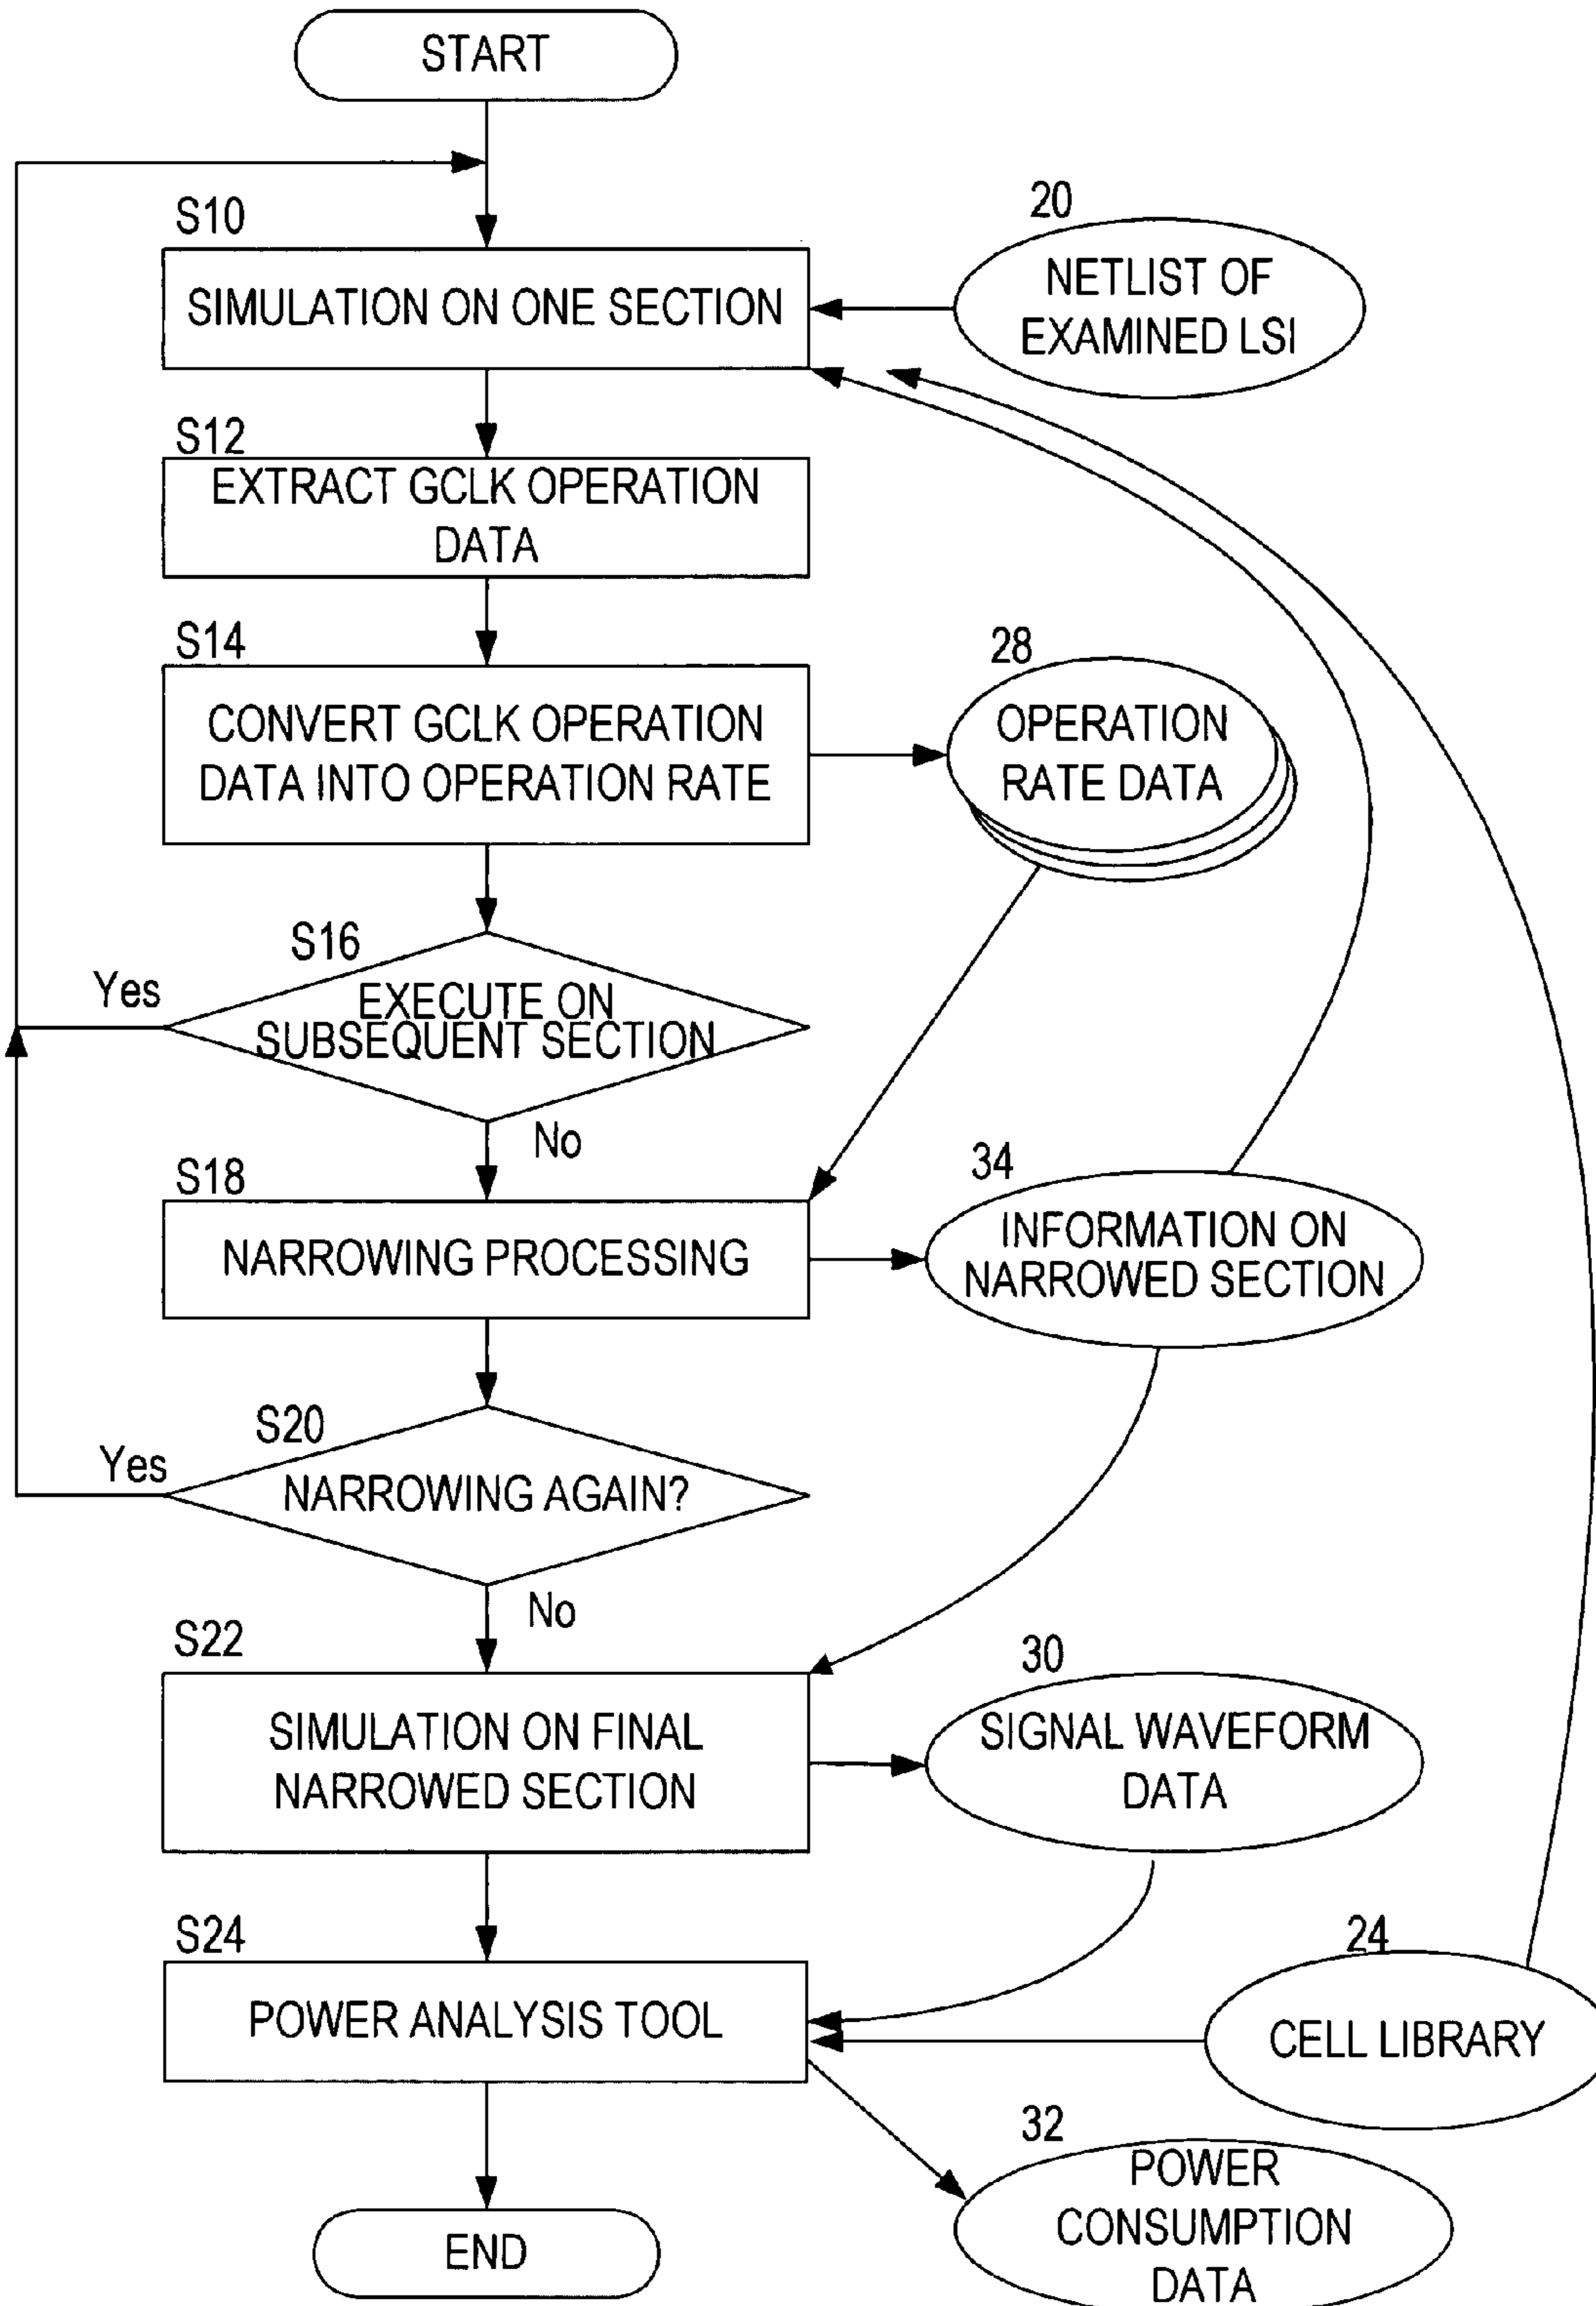 START
S10
20
SIMULATION ON ONE SECTION
NETLIST OF
EXAMINED LSI
S12
EXTRACT GCLK OPERATION
DATA
S14
28
CONVERT GCLK OPERATION
DATA INTO OPERATION RATE
OPERATION
RATE DATA
S16
Yes
EXECUTE ON
SUBSEQUENT SECTION
No
S18
34
NARROWING PROCESSING
INFORMATION ON
NARROWED SECTION
S20
Yes
NARROWING AGAIN?
No
S22
30
SIMULATION ON FINAL
NARROWED SECTION
SIGNAL WAVEFORM
DATA
S24
24
POWER ANALYSIS TOOL
CELL LIBRARY
32
POWER
CONSUMPTION
DATA
END